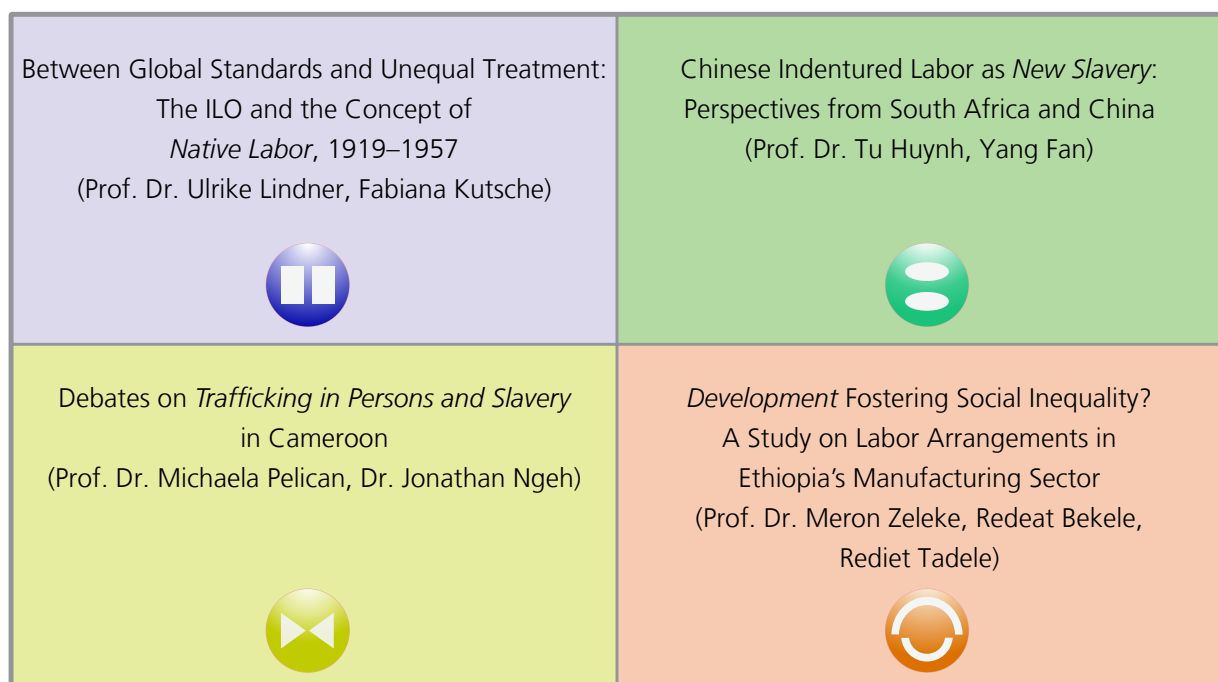 Between Global Standards and Unequal Treatment:
The ILO and the Concept of
Native Labor, 1919–1957
(Prof. Dr. Ulrike Lindner, Fabiana Kutsche)
Chinese Indentured Labor as New Slavery:
Perspectives from South Africa and China
(Prof. Dr. Tu Huynh, Yang Fan)
Debates on Trafficking in Persons and Slavery
in Cameroon
(Prof. Dr. Michaela Pelican, Dr. Jonathan Ngeh)
Development Fostering Social Inequality?
A Study on Labor Arrangements in
Ethiopia’s Manufacturing Sector
(Prof. Dr. Meron Zeleke, Redeat Bekele,
Rediet Tadele)